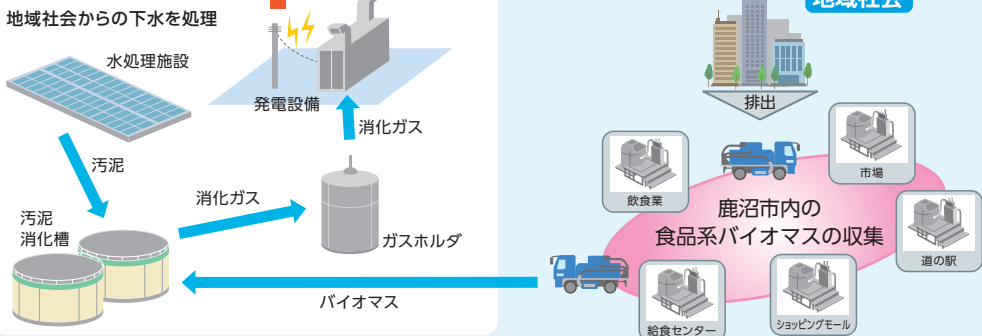 地域社会からの下水を処理
水処理施設
発電設備
消化ガス
汚泥
消化ガス
汚泥
消化槽
ガスホルダ
バイオマス
地域社会
排出
市場
飲食業
鹿沼市内の
食品系バイオマスの収集
道の駅
給食センター
ショッピングモール